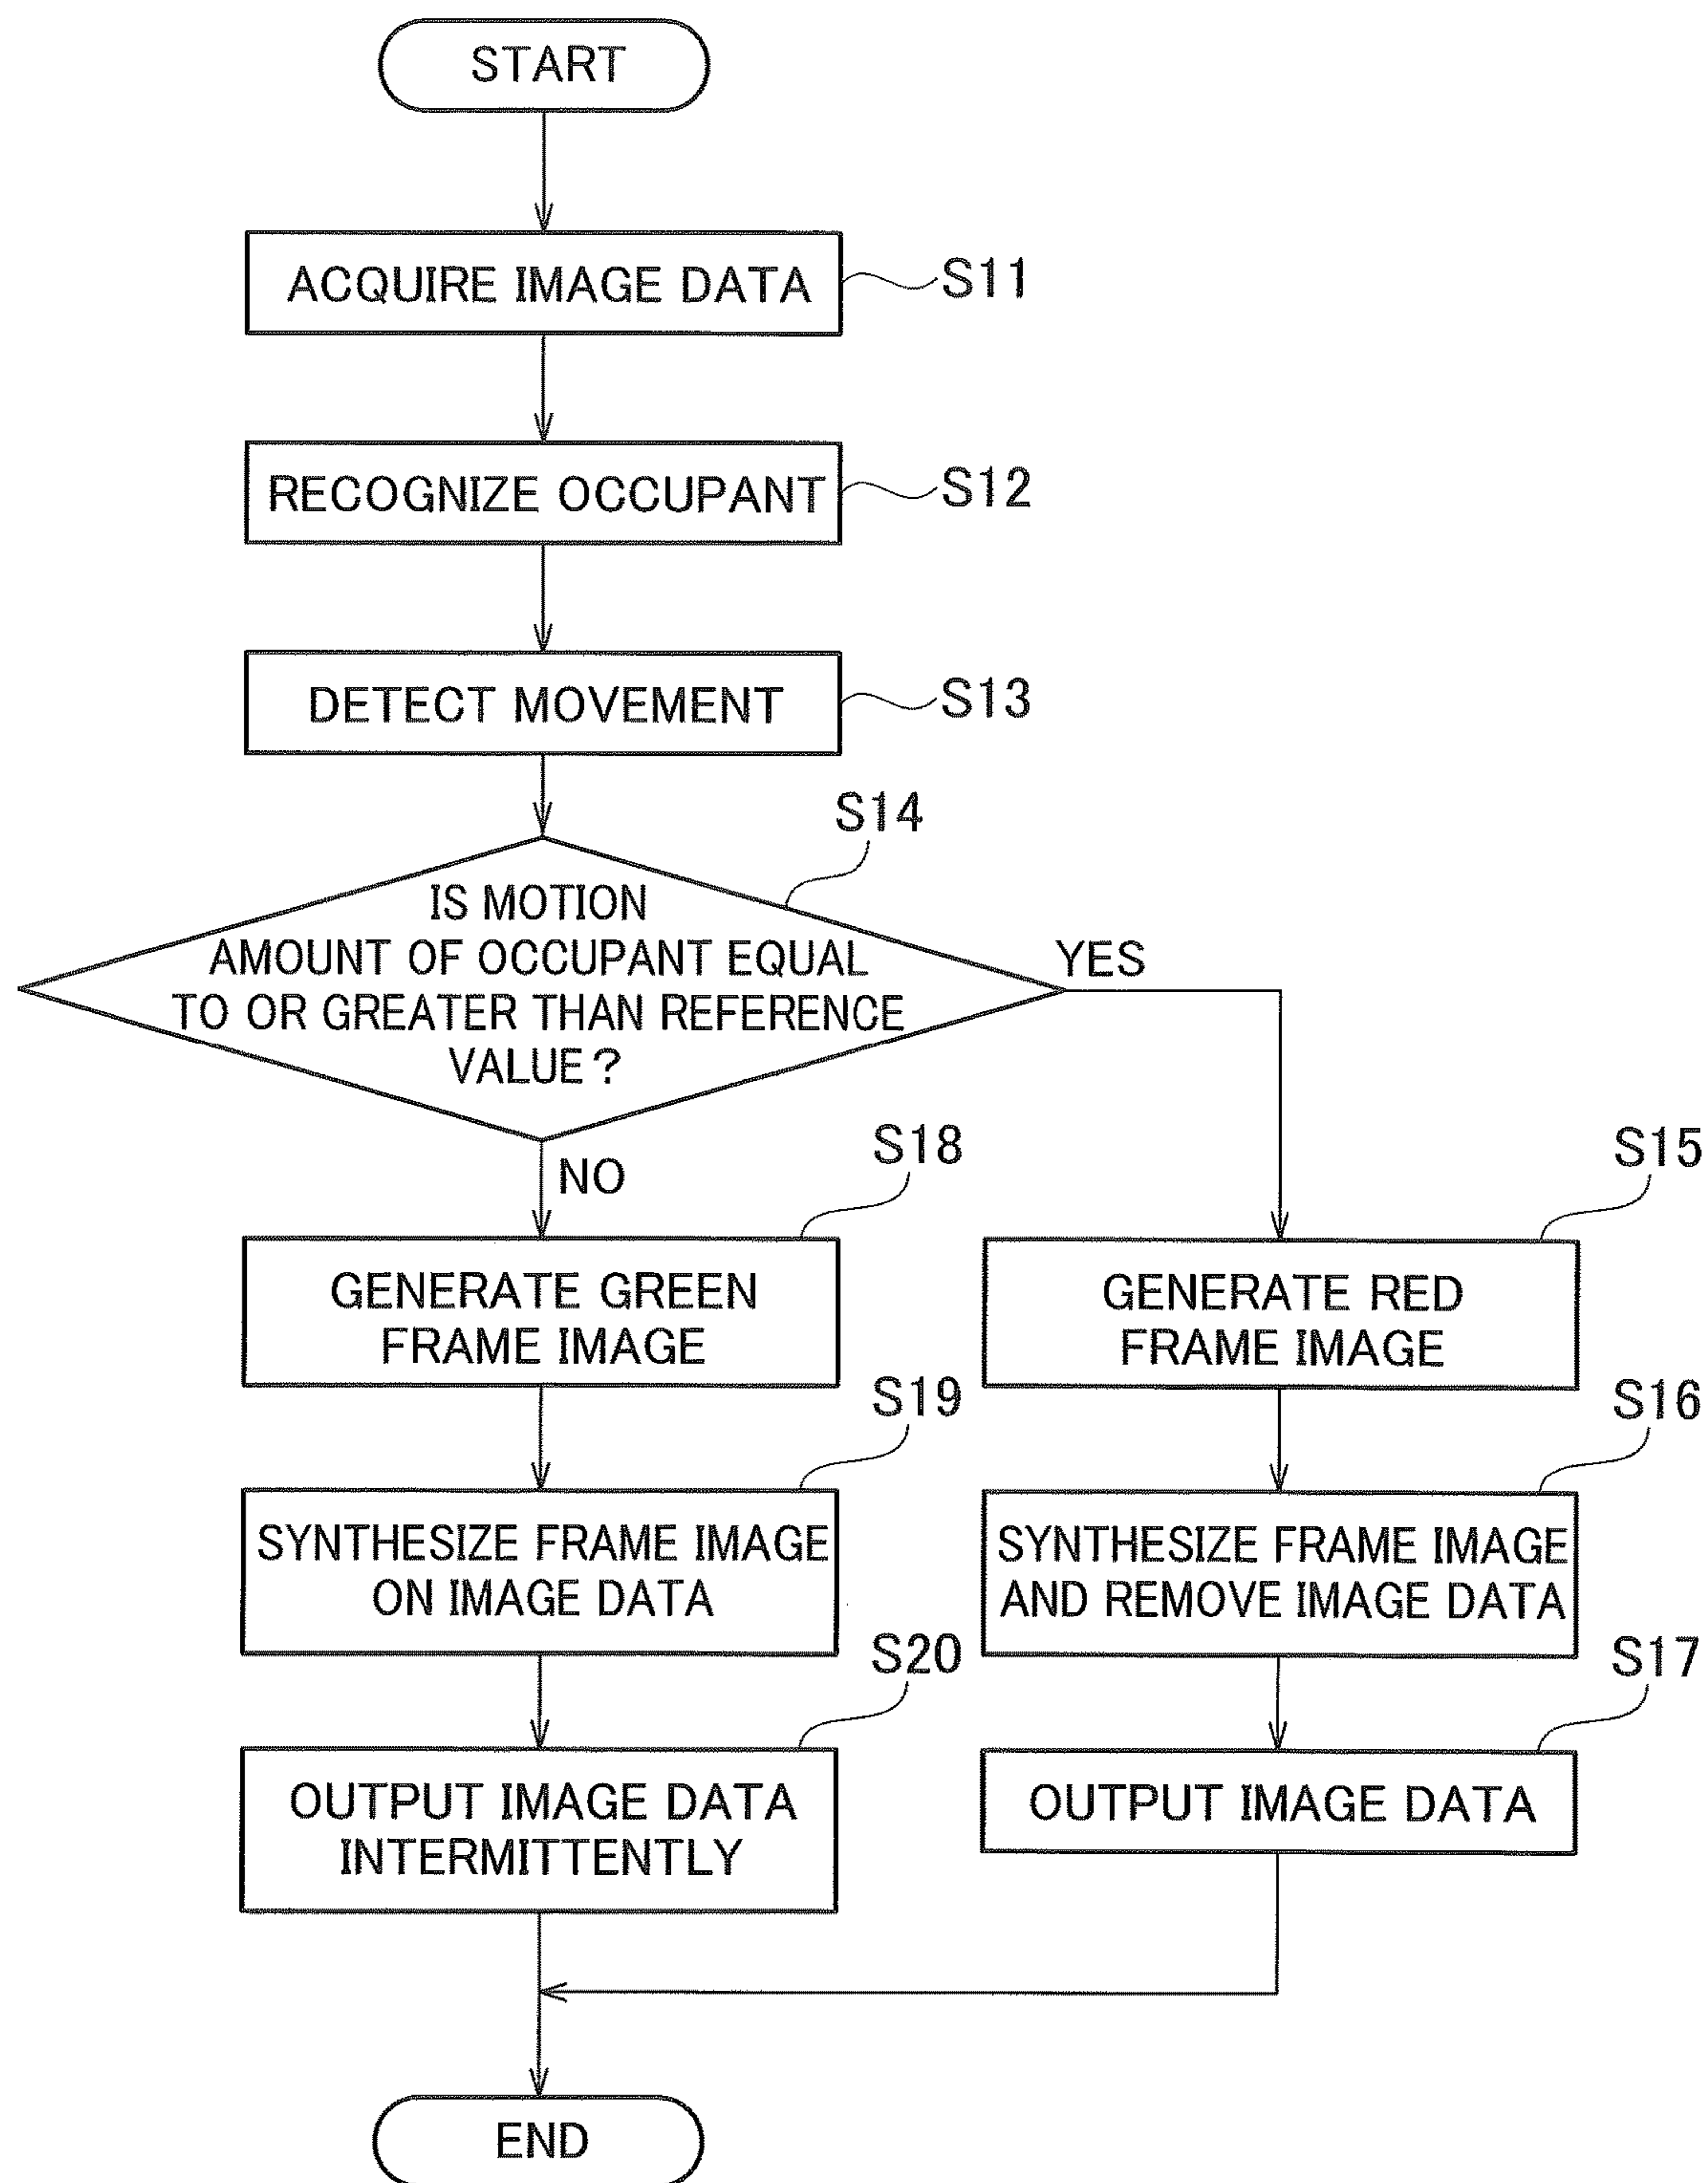 START
ACQUIRE IMAGE DATA
S11
RECOGNIZE OCCUPANT
S12
DETECT MOVEMENT
S13
S14
IS MOTION
AMOUNT OF OCCUPANT EQUAL
TO OR GREATER THAN REFERENCE
VALUE?
YES
NO
S18
GENERATE GREEN
FRAME IMAGE
S15
GENERATE RED
FRAME IMAGE
S19
SYNTHESIZE FRAME IMAGE
ON IMAGE DATA
S16
SYNTHESIZE FRAME IMAGE
AND REMOVE IMAGE DATA
S20
OUTPUT IMAGE DATA
INTERMITTENTLY
S17
OUTPUT IMAGE DATA
END